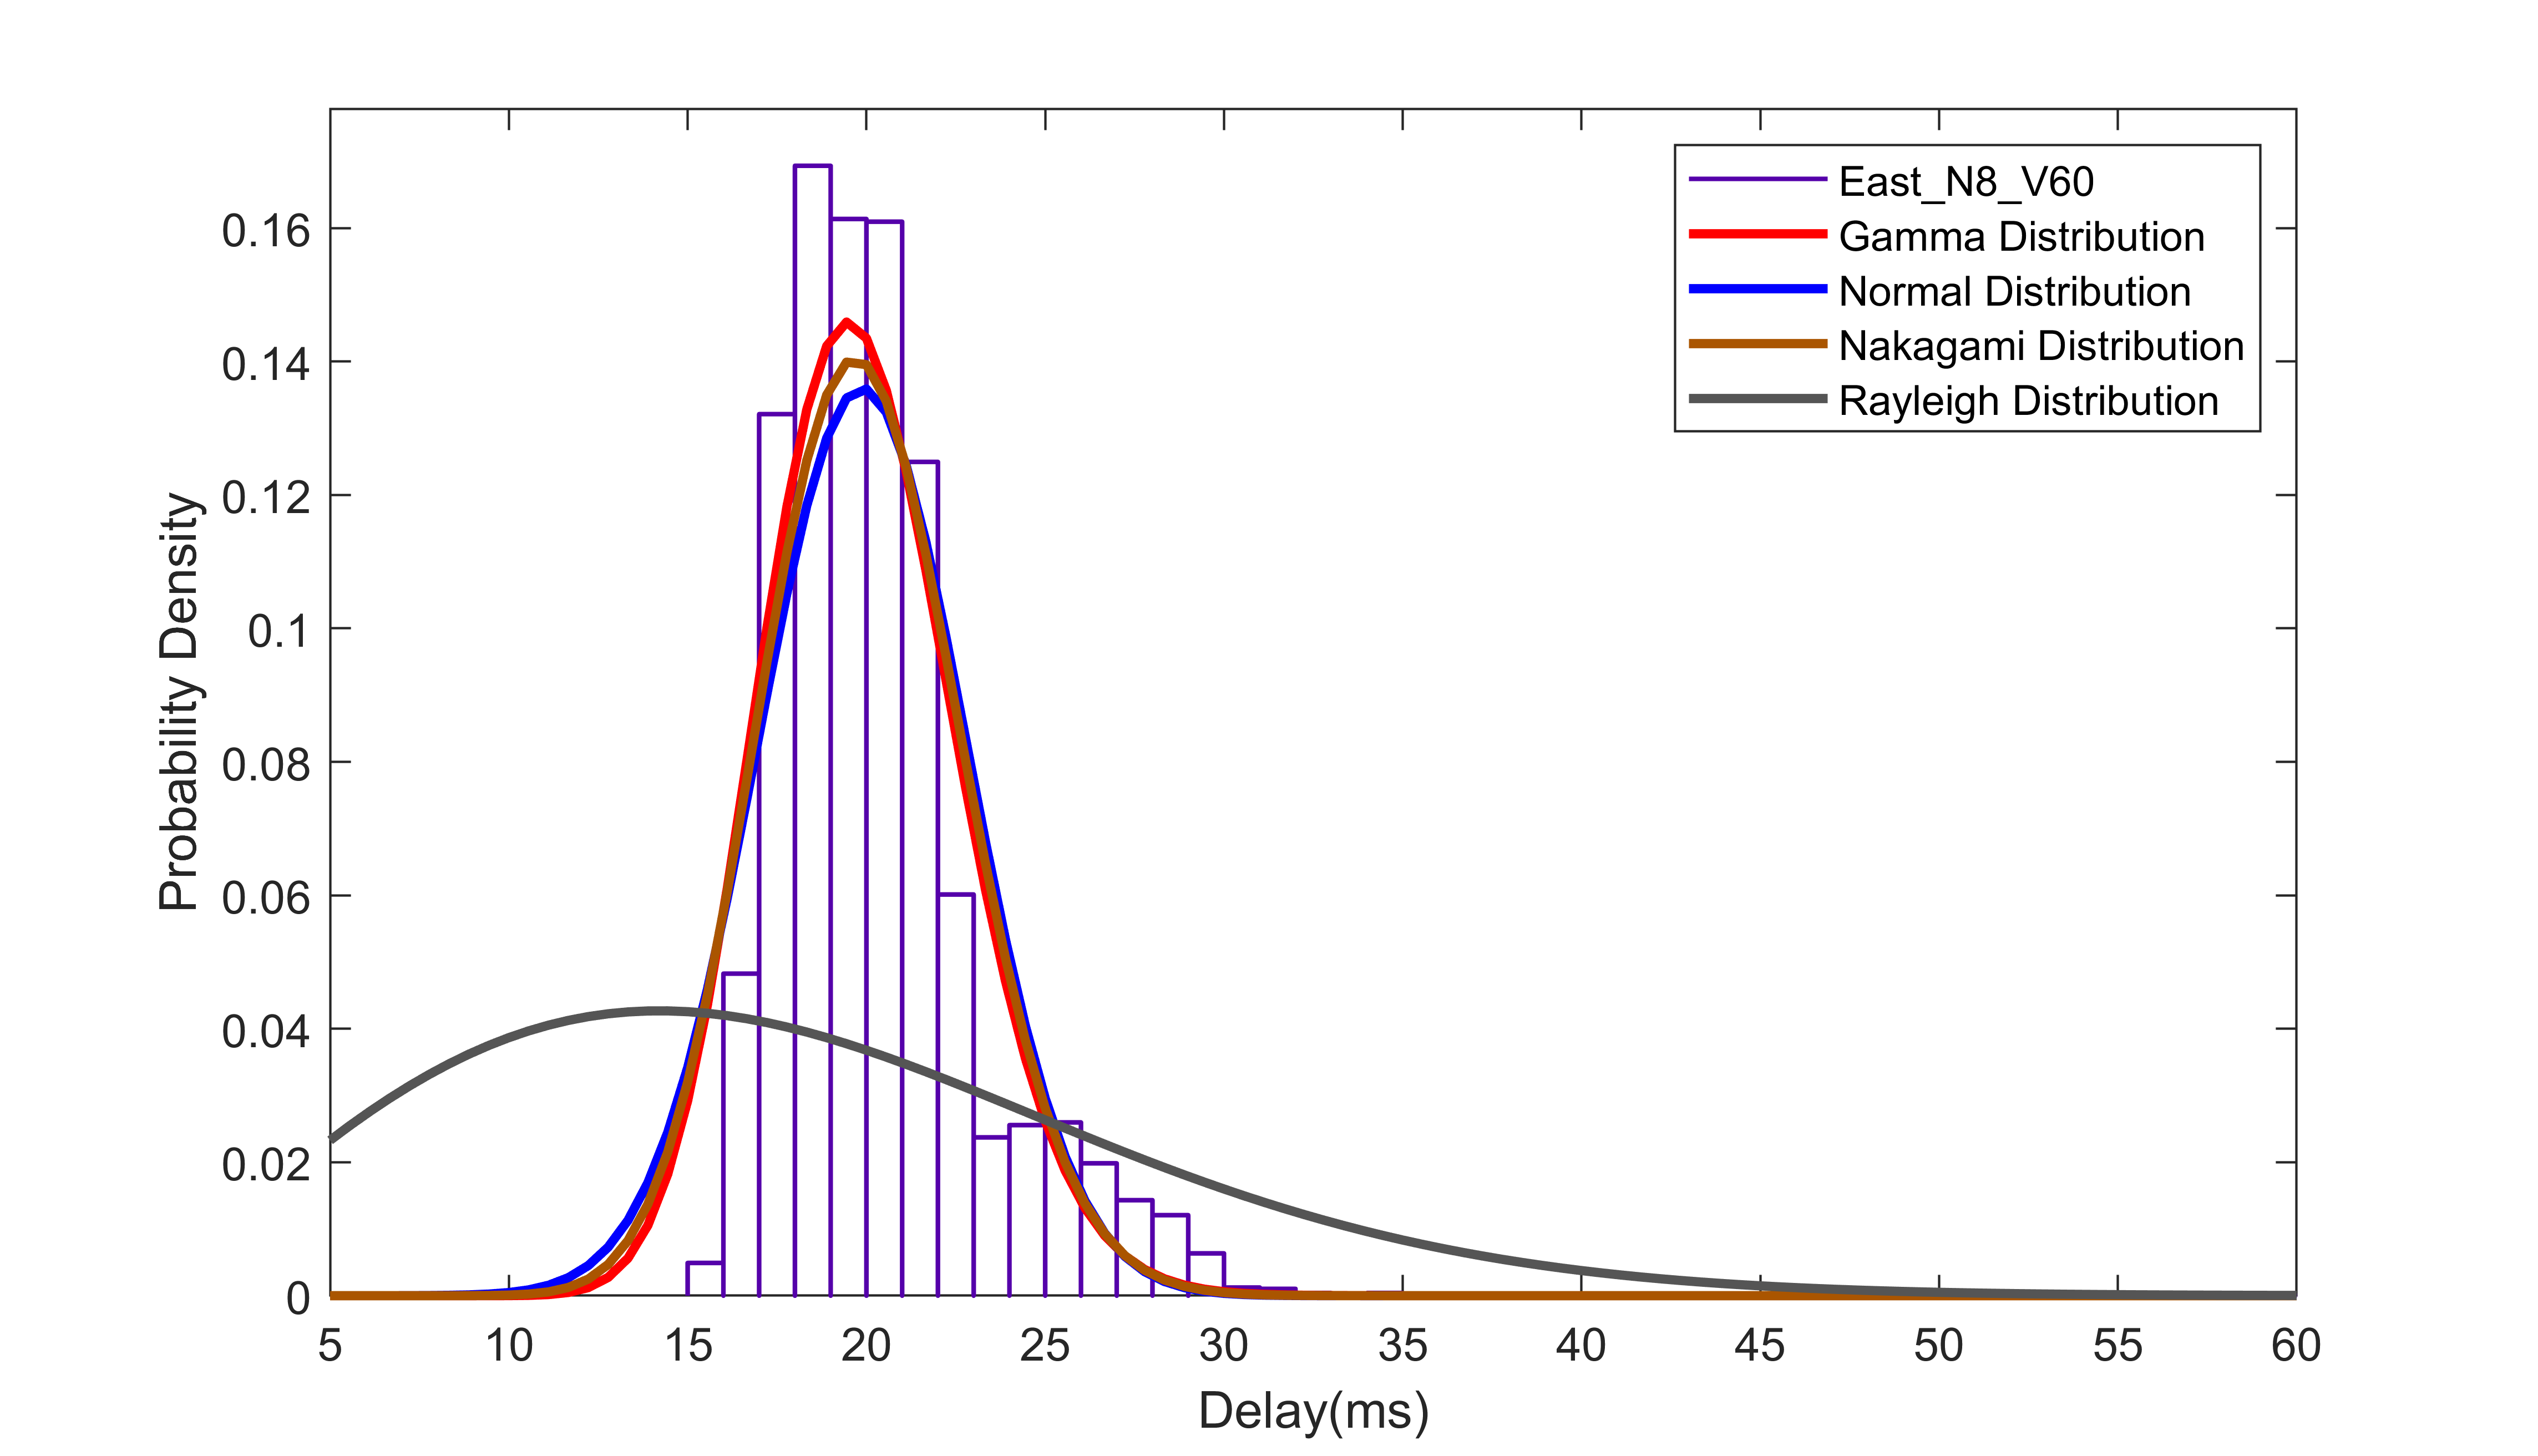 East_N8_V60
Gamma Distribution
Normal Distribution
Nakagami Distribution
Rayleigh Distribution
Probability Density
0.16
0.14
0.12
0.1
0.08
0.06
0.04
0.02
0
5 10 15 20 25 30 35 40 45 50 55 60
Delay(ms)